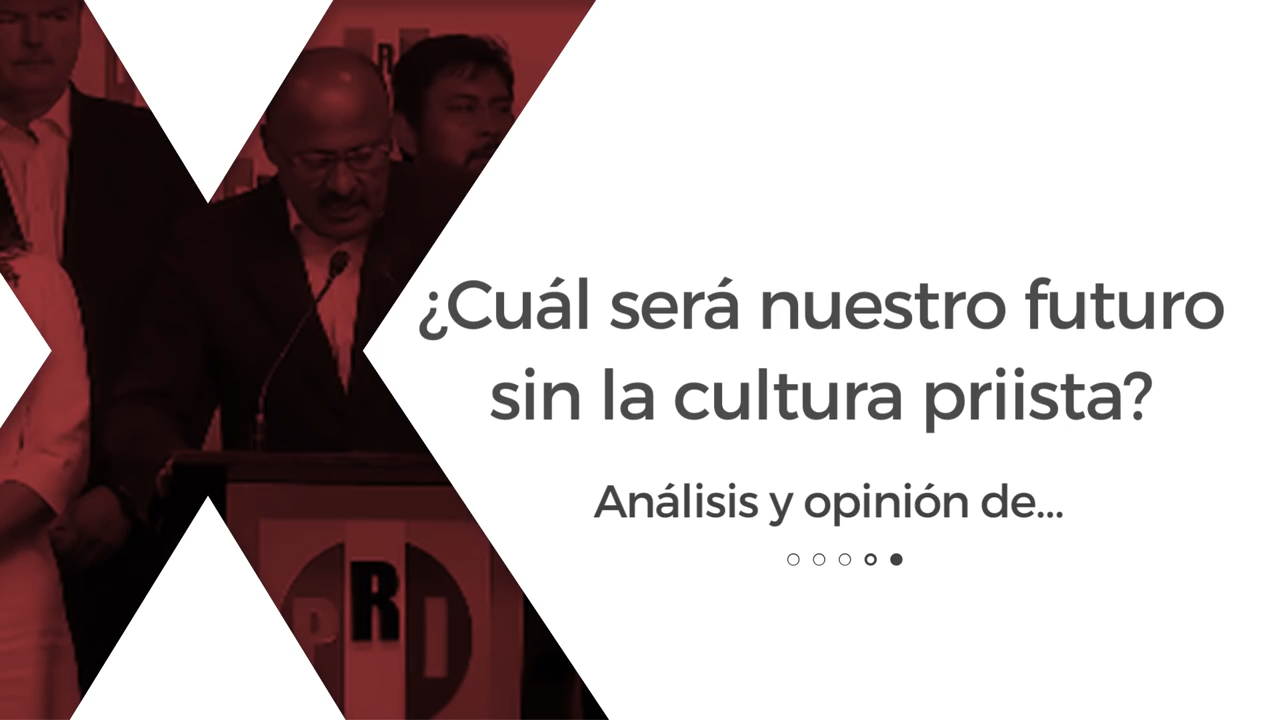 R
¿Cuál será nuestro futuro
sin la cultura priista?
Análisis y opinión de...
PRI